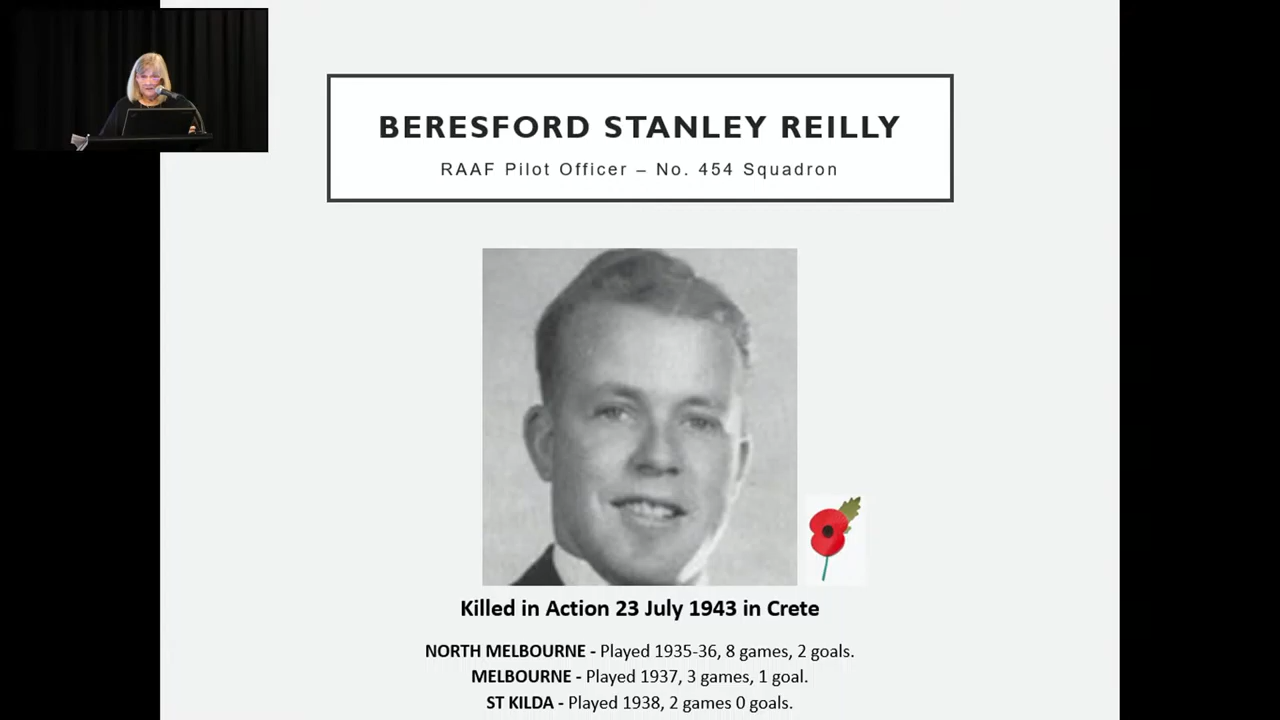 BERESFORD STANLEY REILLY
RAAF Pilot Officer – No. 454 Squadron
Killed in Action 23 July 1943 in Crete
NORTH MELBOURNE - Played 1935-36, 8 games, 2 goals.
MELBOURNE - Played 1937, 3 games, 1 goal.
ST KILDA - Played 1938, 2 games 0 goals.